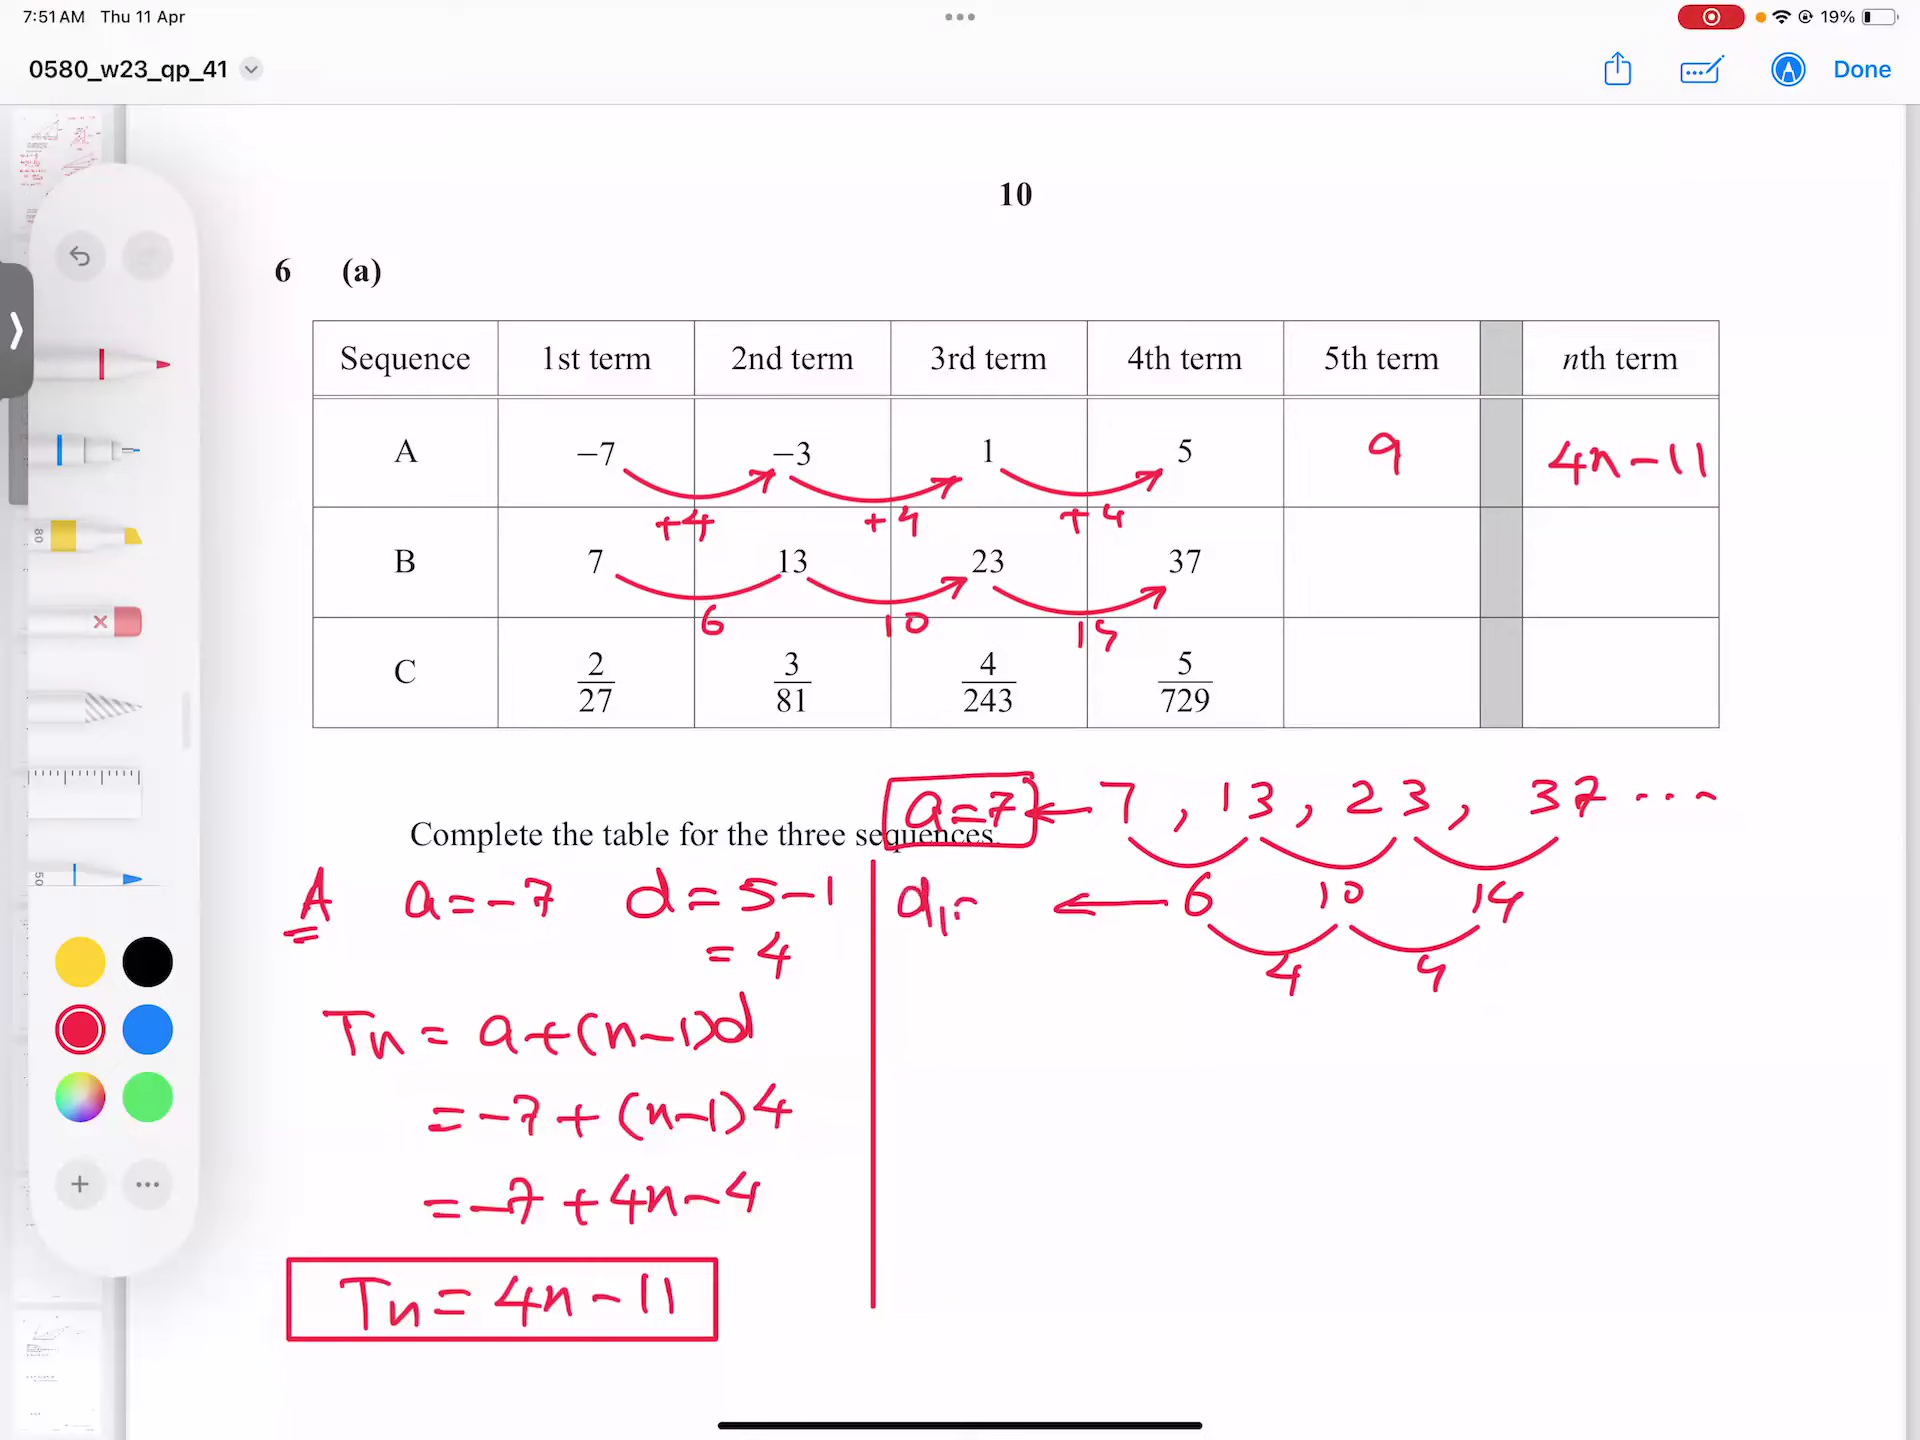 7:51 AM Thu 11 Apr
19%
0580_w23_qp_41
Done
10
6 (a)
Sequence 1st term 2nd term 3rd term 4th term 5th term nth term
A −7 −3 1 5 9 4n−11
+4 +4 +4
B 7 13 23 37
6 10 14
C 2/27 3/81 4/243 5/729
a=7 ← 7, 13, 23, 37 ...
Complete the table for the three sequences.
A a=−7 d= 5−1
= 4
d1= ← 6 10 14
4 4
Tn = a+(n−1)d
= −7 + (n−1)4
= −7 + 4n − 4
Tn = 4n − 11
80
50